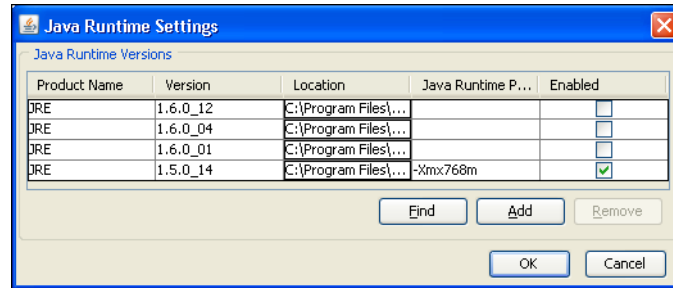 Java Runtime Settings
Java Runtime Versions
Product Name Version Location Java Runtime P... Enabled
JRE 1.6.0_12 C:\Program Files\...
JRE 1.6.0_04 C:\Program Files\...
JRE 1.6.0_01 C:\Program Files\...
JRE 1.5.0_14 C:\Program Files\... -Xmx768m
Find Add Remove
OK Cancel